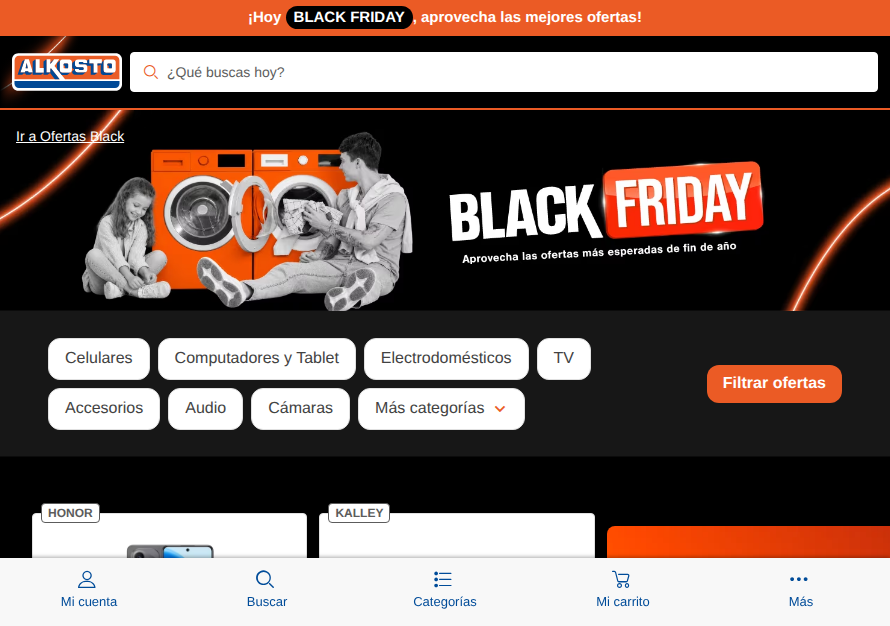 ¡Hoy BLACK FRIDAY, aprovecha las mejores ofertas!
ALKOSTO
¿Qué buscas hoy?
Ir a Ofertas Black
BLACK FRIDAY
Aprovecha las ofertas más esperadas de fin de año
Celulares
Computadores y Tablet
Electrodomésticos
TV
Accesorios
Audio
Cámaras
Más categorías
Filtrar ofertas
HONOR
KALLEY
Mi cuenta
Buscar
Categorías
Mi carrito
Más